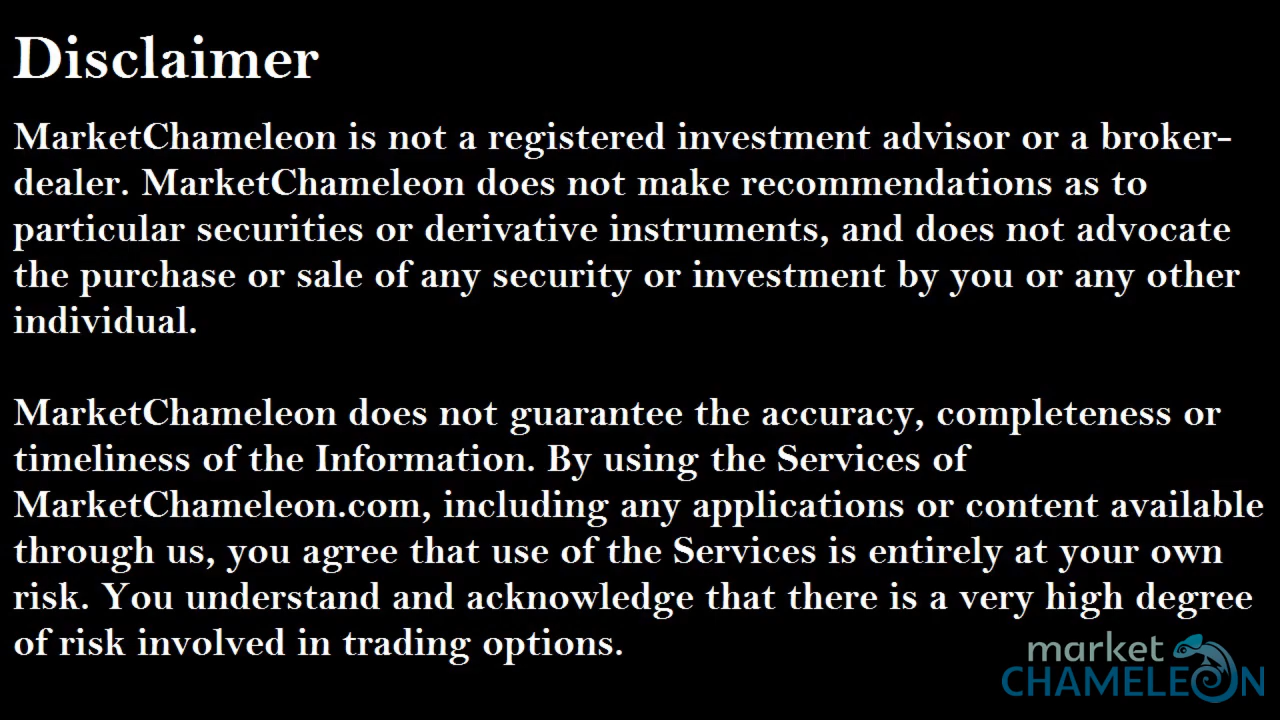 Disclaimer
MarketChameleon is not a registered investment advisor or a broker-
dealer. MarketChameleon does not make recommendations as to
particular securities or derivative instruments, and does not advocate
the purchase or sale of any security or investment by you or any other
individual.
MarketChameleon does not guarantee the accuracy, completeness or
timeliness of the Information. By using the Services of
MarketChameleon.com, including any applications or content available
through us, you agree that use of the Services is entirely at your own
risk. You understand and acknowledge that there is a very high degree
of risk involved in trading options.
market
CHAMELEON